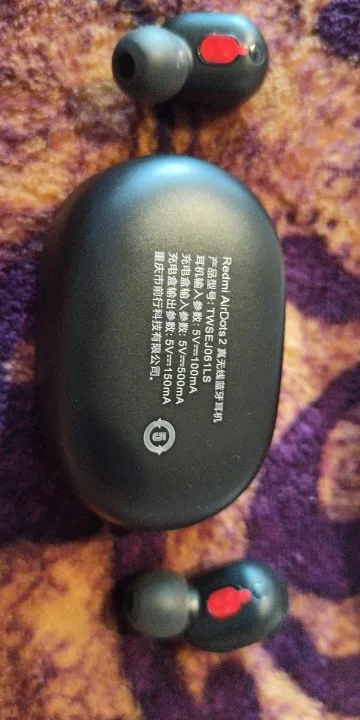 Redmi AirDots 2 真无线蓝牙耳机
产品型号: TWSEJ061LS
耳机输入参数: 5V⎓100mA
充电盒输入参数: 5V⎓500mA
充电盒输出参数: 5V⎓150mA
重庆市前行科技有限公司。
5